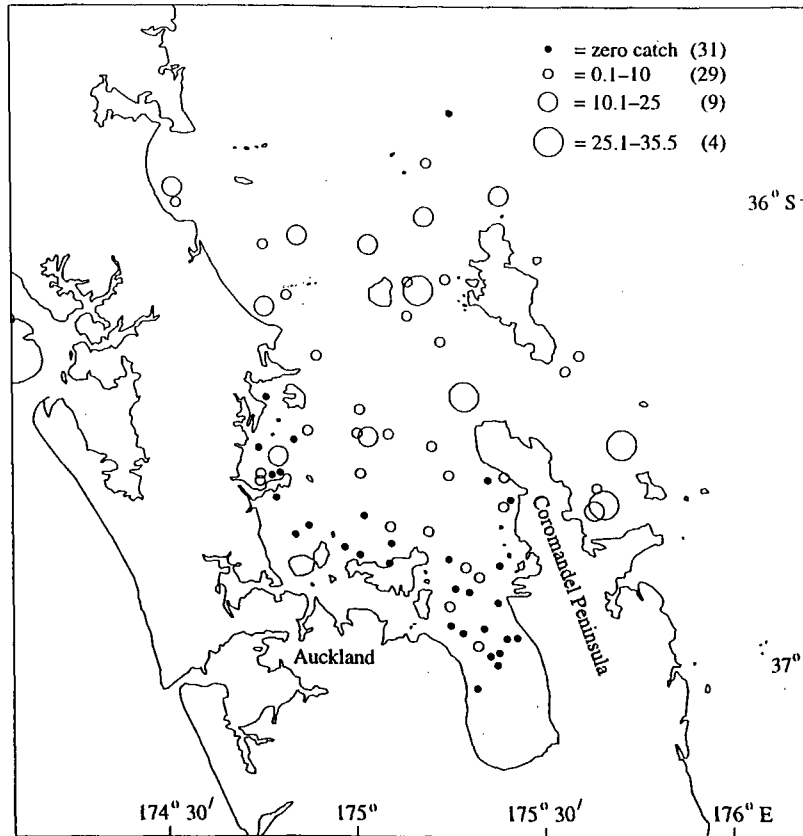 • = zero catch (31)
○ = 0.1–10 (29)
○ = 10.1–25 (9)
○ = 25.1–35.5 (4)
36° S
Coromandel Peninsula
Auckland
37°
174° 30′
175°
175° 30′
176° E